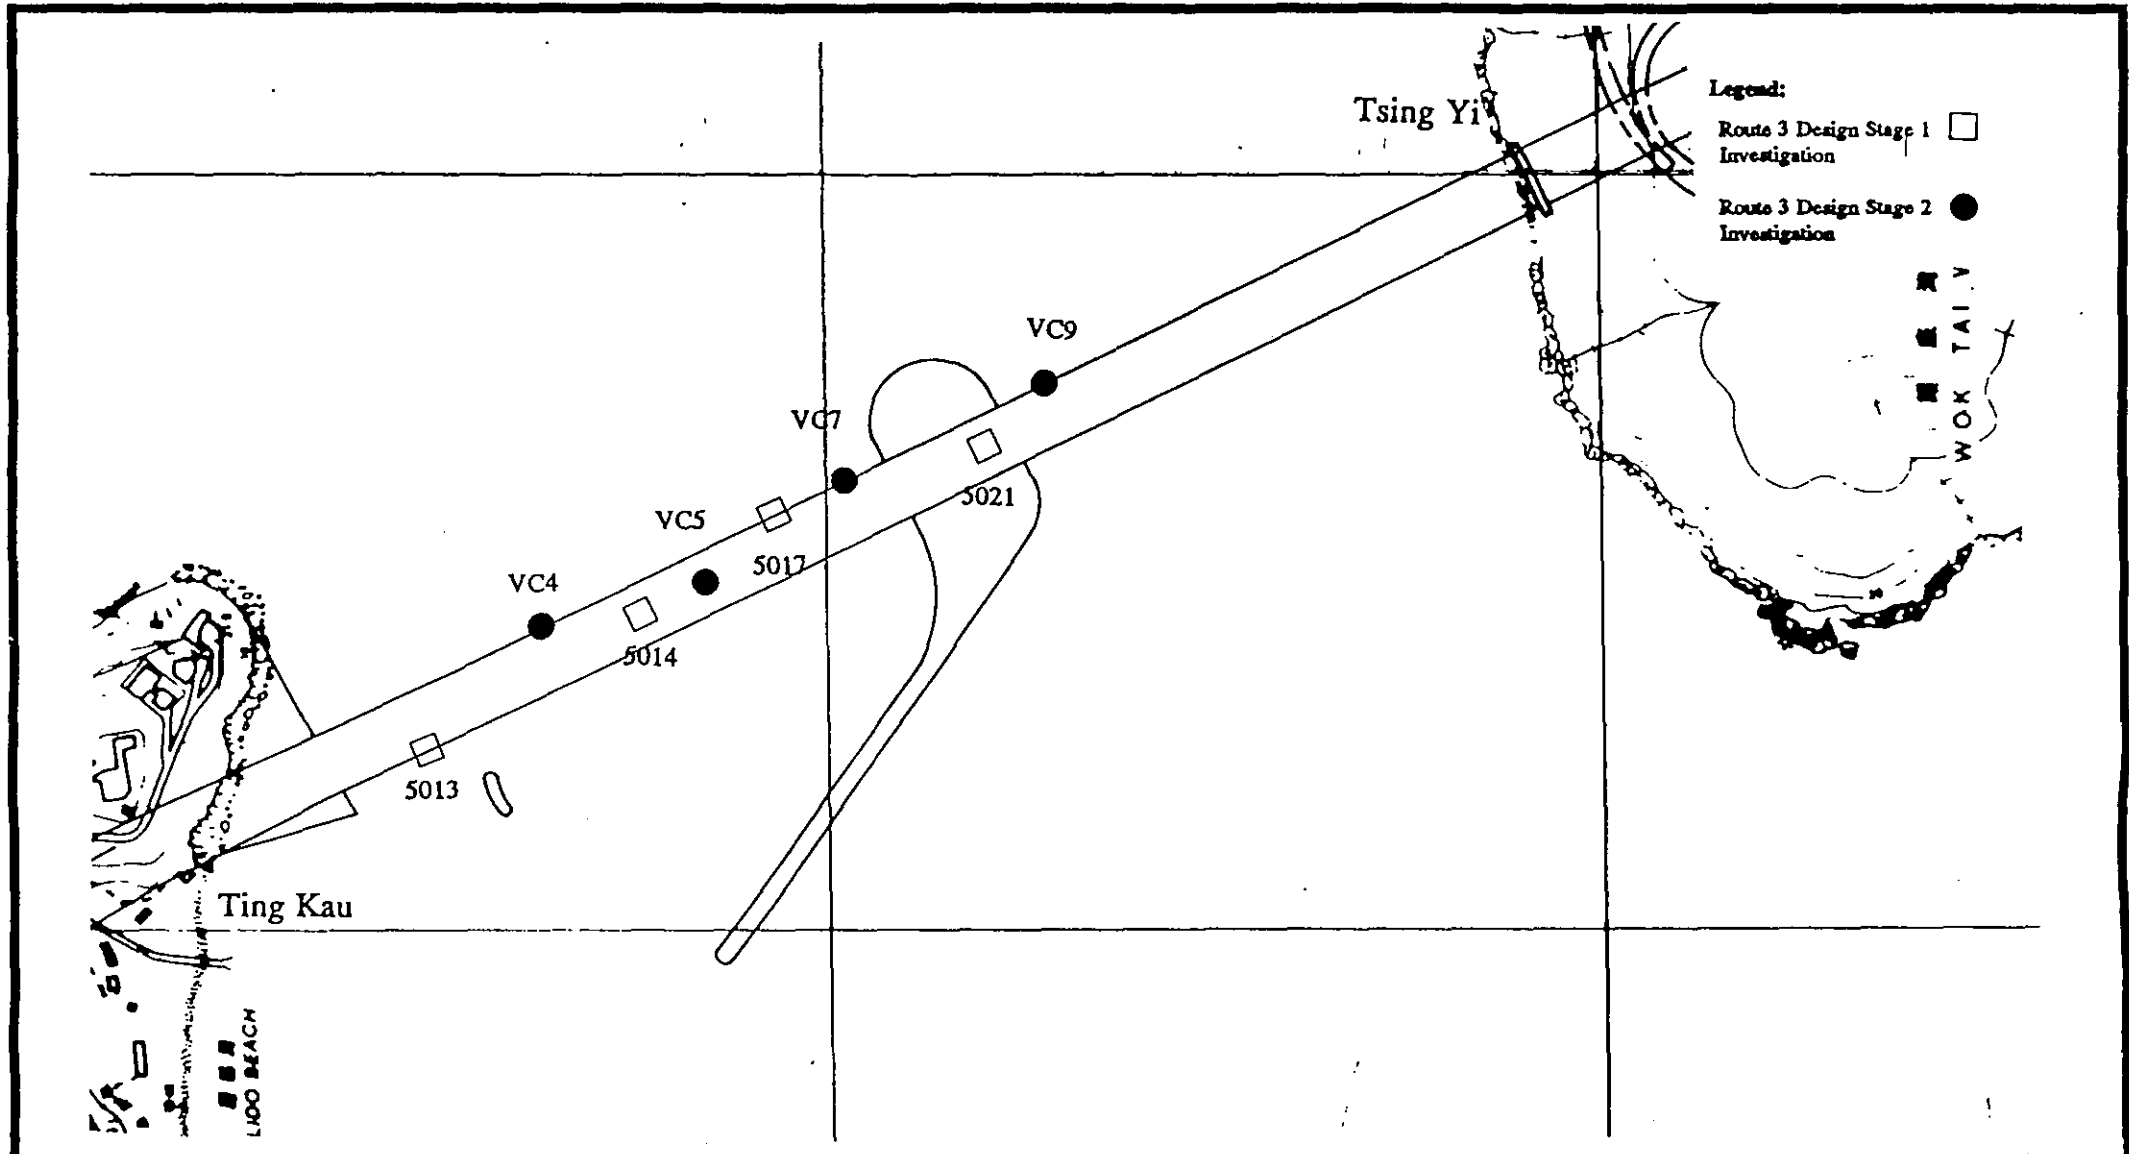 Tsing Yi
Legend:
Route 3 Design Stage 1
Investigation
Route 3 Design Stage 2
Investigation
VC9
VC7
5021
VC5
5017
VC4
5014
5013
Ting Kau
LIDO BEACH
WOK TAI